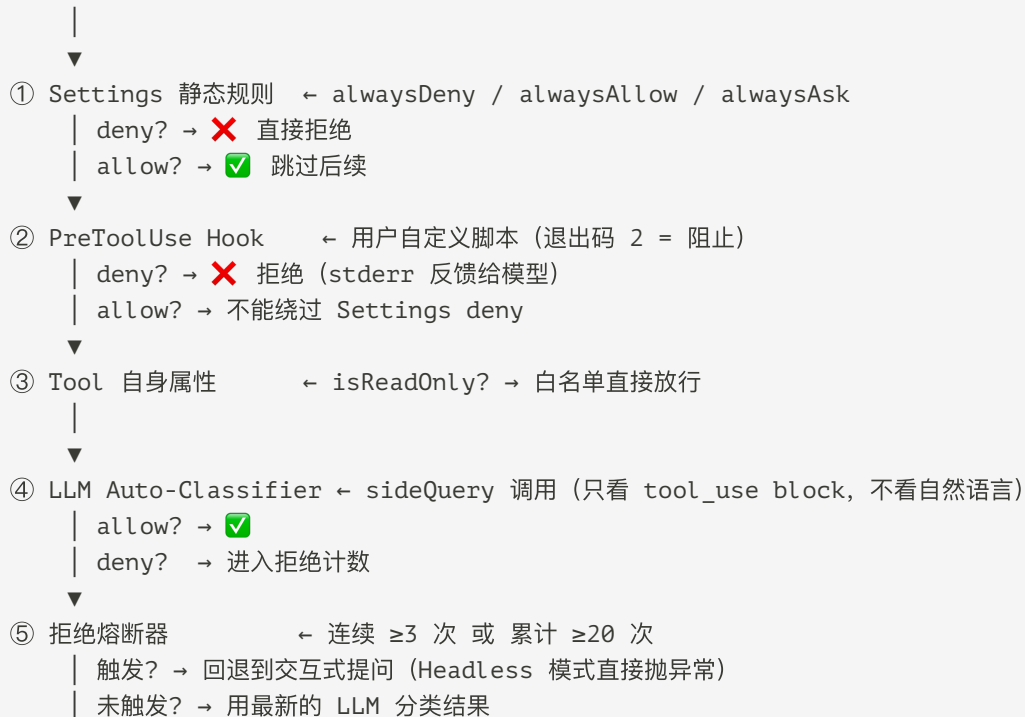 │
▼
① Settings 静态规则  ← alwaysDeny / alwaysAllow / alwaysAsk
│ deny? → ❌ 直接拒绝
│ allow? → ✅ 跳过后续
▼
② PreToolUse Hook    ← 用户自定义脚本（退出码 2 = 阻止）
│ deny? → ❌ 拒绝（stderr 反馈给模型）
│ allow? → 不能绕过 Settings deny
▼
③ Tool 自身属性      ← isReadOnly? → 白名单直接放行
│
▼
④ LLM Auto-Classifier ← sideQuery 调用（只看 tool_use block，不看自然语言）
│ allow? → ✅
│ deny?  → 进入拒绝计数
▼
⑤ 拒绝熔断器         ← 连续 ≥3 次 或 累计 ≥20 次
│ 触发? → 回退到交互式提问（Headless 模式直接抛异常）
│ 未触发? → 用最新的 LLM 分类结果